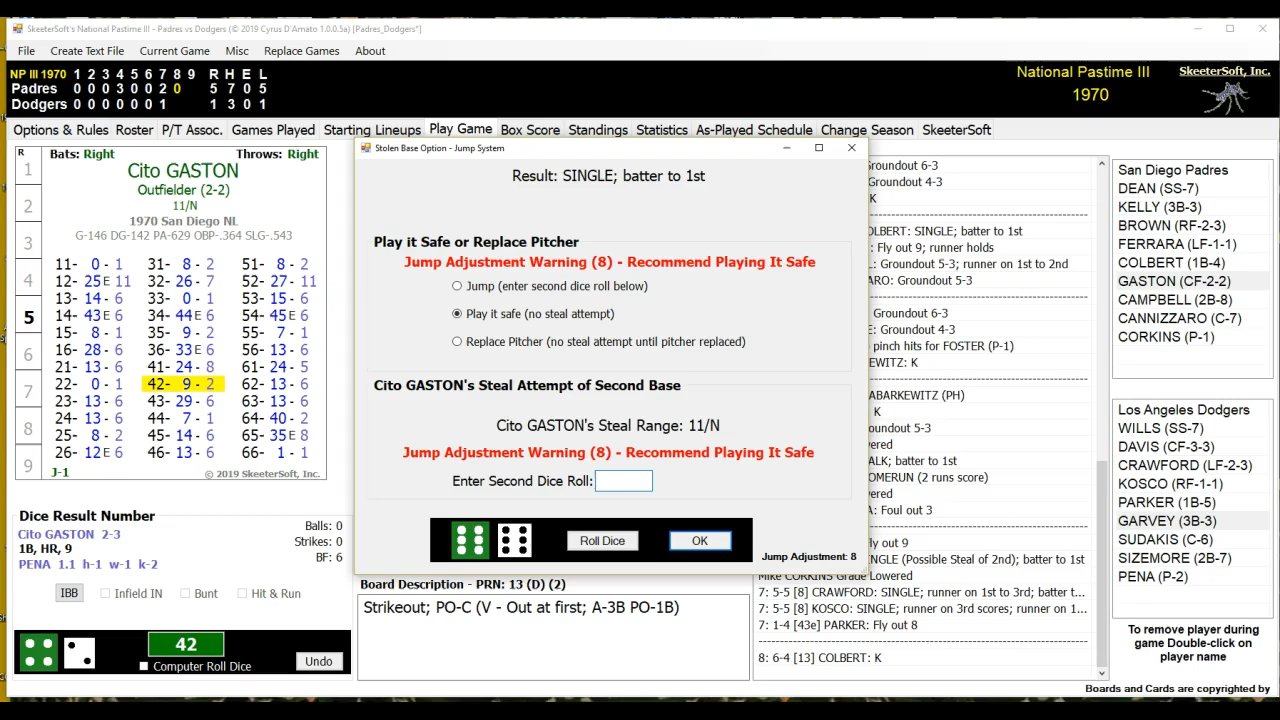 SkeeterSoft's National Pastime III - Padres vs Dodgers (© 2019 Cyrus D'Amato 1.0.0.5a) [Padres_Dodgers"]
File Create Text File Current Game Misc Replace Games About
NP III 1970 1 2 3 4 5 6 7 8 9 R H E L
Padres 0 0 0 3 0 0 2 0 5 7 0 5
Dodgers 0 0 0 0 0 0 1 1 3 0 1
National Pastime III
1970
SkeeterSoft, Inc.
Options & Rules Roster P/T Assoc. Games Played Starting Lineups Play Game Box Score Standings Statistics As-Played Schedule Change Season SkeeterSoft
R
1
2
3
4
5
6
7
8
9
Bats: Right Throws: Right
Cito GASTON
Outfielder (2-2)
11/N
1970 San Diego NL
G-146 DG-142 PA-629 OBP-.364 SLG-.543
11- 0 - 1 31- 8 - 2 51- 8 - 2
12- 25 E 11 32- 26 - 7 52- 27 - 11
13- 14 - 6 33- 0 - 1 53- 15 - 6
14- 43 E 6 34- 44 E 6 54- 45 E 6
15- 8 - 1 35- 9 - 2 55- 7 - 1
16- 28 - 6 36- 33 E 6 56- 13 - 6
21- 13 - 6 41- 24 - 8 61- 24 - 5
22- 0 - 1 42- 9 - 2 62- 13 - 6
23- 13 - 6 43- 29 - 6 63- 13 - 6
24- 13 - 6 44- 7 - 1 64- 40 - 2
25- 8 - 2 45- 14 - 6 65- 35 E 8
26- 12 E 6 46- 13 - 6 66- 1 - 1
J-1 © 2019 SkeeterSoft, Inc.
Dice Result Number
Cito GASTON 2-3
1B, HR, 9
PENA 1.1 h-1 w-1 k-2
Balls: 0
Strikes: 0
BF: 6
IBB Infield IN Bunt Hit & Run
42
Computer Roll Dice
Undo
Stolen Base Option - Jump System
Result: SINGLE; batter to 1st
Play it Safe or Replace Pitcher
Jump Adjustment Warning (8) - Recommend Playing It Safe
Jump (enter second dice roll below)
Play it safe (no steal attempt)
Replace Pitcher (no steal attempt until pitcher replaced)
Cito GASTON's Steal Attempt of Second Base
Cito GASTON's Steal Range: 11/N
Jump Adjustment Warning (8) - Recommend Playing It Safe
Enter Second Dice Roll:
Roll Dice OK
Jump Adjustment: 8
Board Description - PRN: 13 (D) (2)
Strikeout; PO-C (V - Out at first; A-3B PO-1B)
Groundout 6-3
Groundout 4-3
K
OLBERT: SINGLE; batter to 1st
: Fly out 9; runner holds
L: Groundout 5-3; runner on 1st to 2nd
ARO: Groundout 5-3
Groundout 6-3
E: Groundout 4-3
pinch hits for FOSTER (P-1)
EWITZ: K
ABARKEWITZ (PH)
K
oundout 5-3
wered
ALK; batter to 1st
OMERUN (2 runs score)
wered
A: Foul out 3
ly out 9
NGLE (Possible Steal of 2nd); batter to 1st
Mike CORKINS Grade Lowered
7: 5-5 [8] CRAWFORD: SINGLE; runner on 1st to 3rd; batter t...
7: 5-5 [8] KOSCO: SINGLE; runner on 3rd scores; runner on 1...
7: 1-4 [43e] PARKER: Fly out 8
8: 6-4 [13] COLBERT: K
San Diego Padres
DEAN (SS-7)
KELLY (3B-3)
BROWN (RF-2-3)
FERRARA (LF-1-1)
COLBERT (1B-4)
GASTON (CF-2-2)
CAMPBELL (2B-8)
CANNIZZARO (C-7)
CORKINS (P-1)
Los Angeles Dodgers
WILLS (SS-7)
DAVIS (CF-3-3)
CRAWFORD (LF-2-3)
KOSCO (RF-1-1)
PARKER (1B-5)
GARVEY (3B-3)
SUDAKIS (C-6)
SIZEMORE (2B-7)
PENA (P-2)
To remove player during
game Double-click on
player name
Boards and Cards are copyrighted by